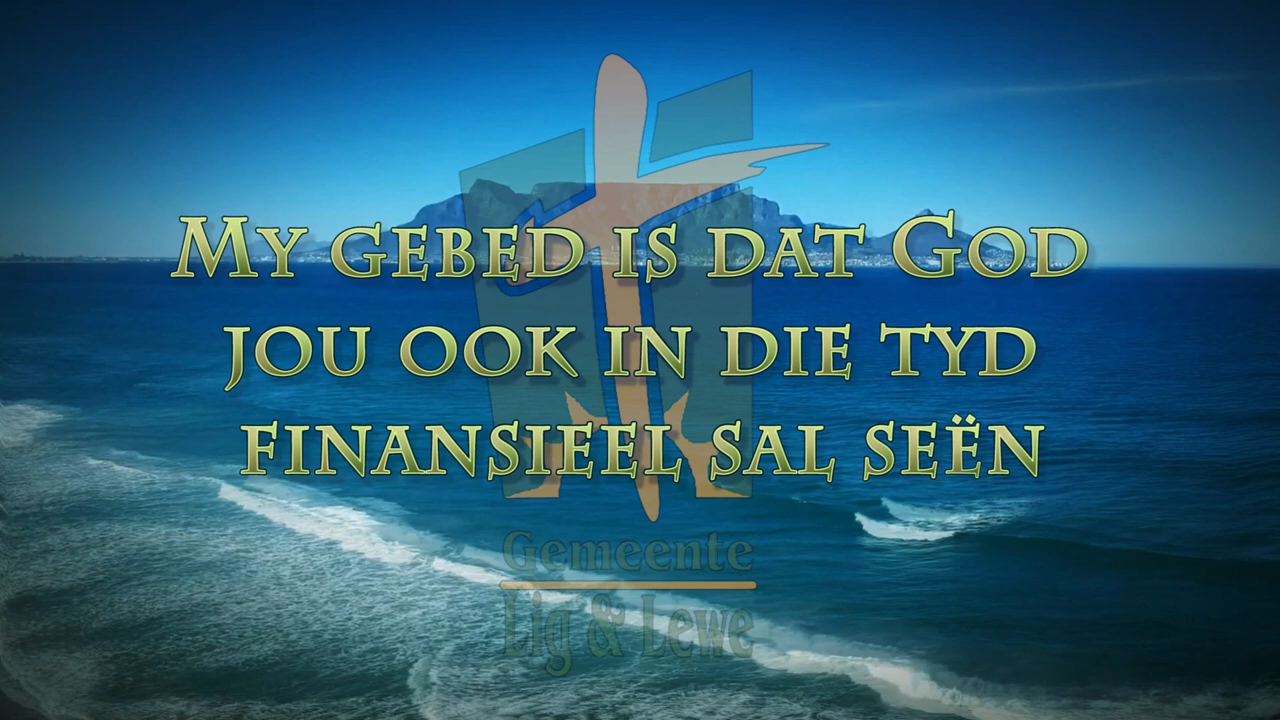 My gebed is dat God
jou ook in die tyd
finansieel sal seën
Gemeente
Lig & Lewe